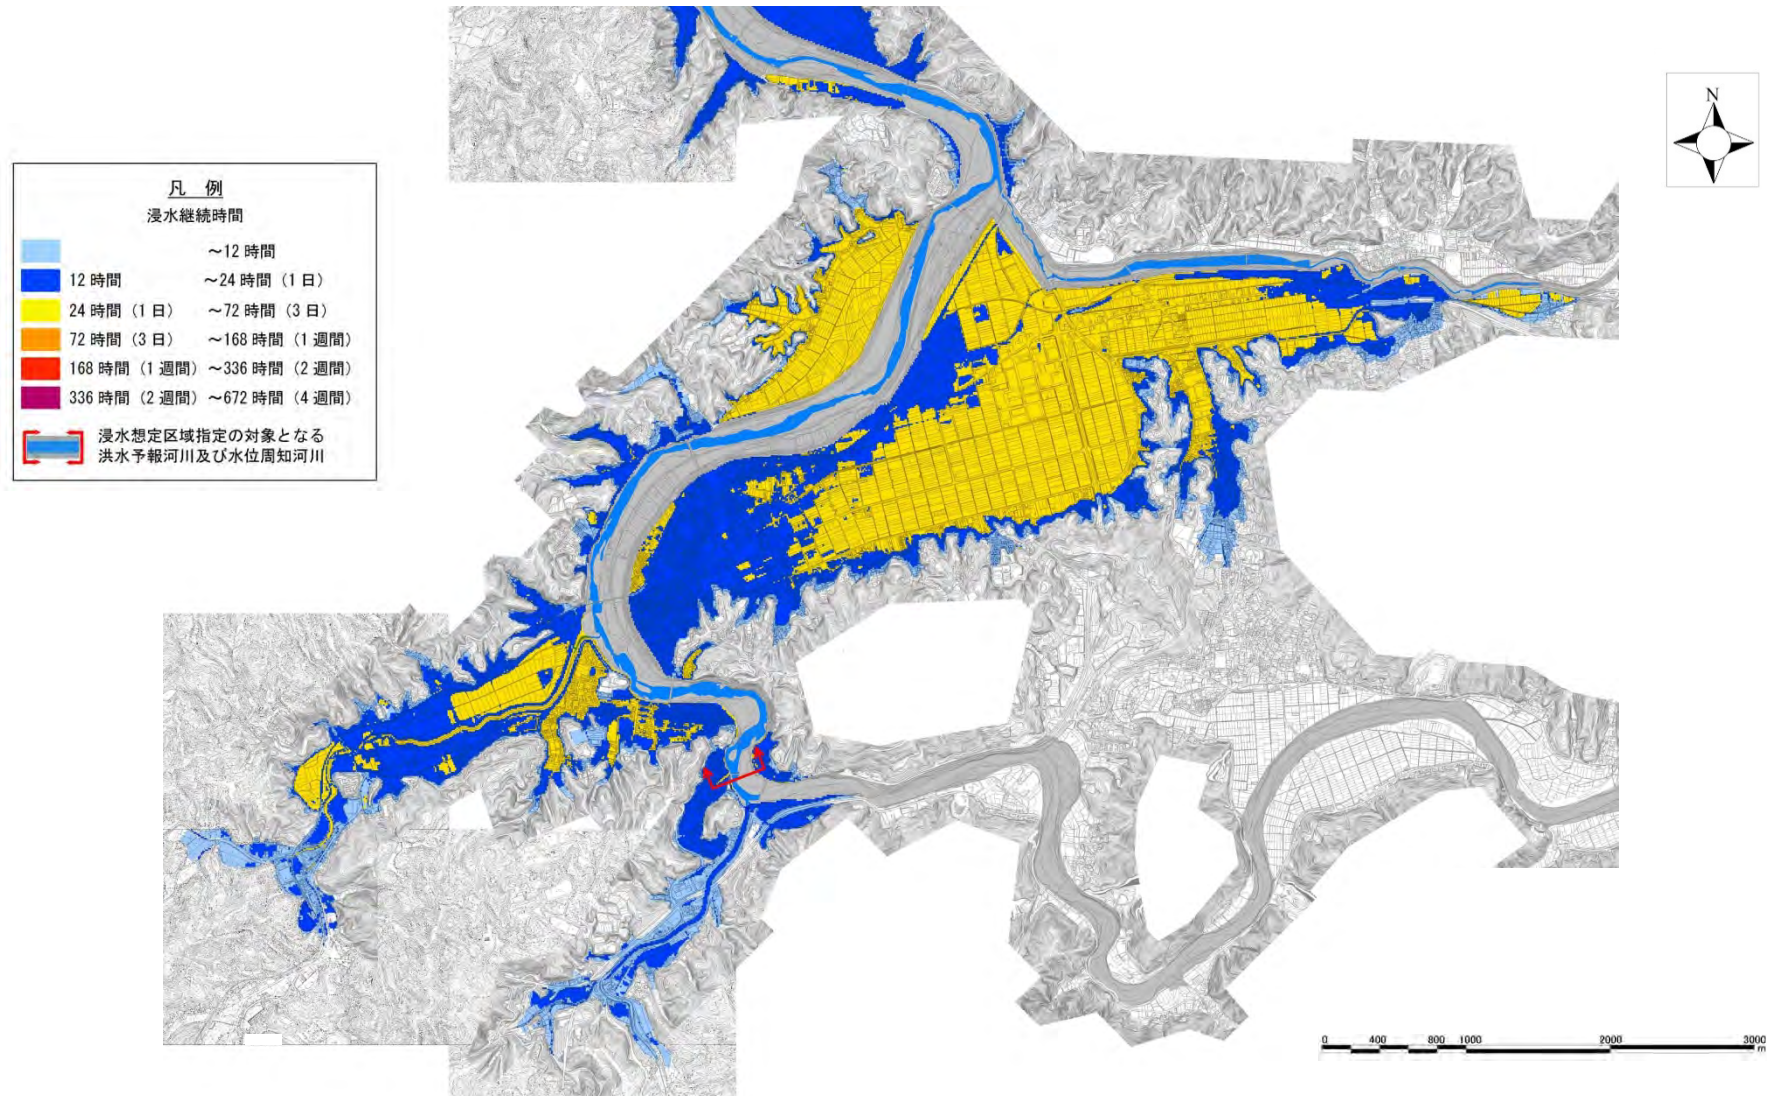 凡 例
浸水継続時間
～12 時間
12 時間 ～24 時間（1 日）
24 時間（1 日） ～72 時間（3 日）
72 時間（3 日） ～168 時間（1 週間）
168 時間（1 週間） ～336 時間（2 週間）
336 時間（2 週間） ～672 時間（4 週間）
浸水想定区域指定の対象となる
洪水予報河川及び水位周知河川
N
0 400 800 1000 2000 3000
m